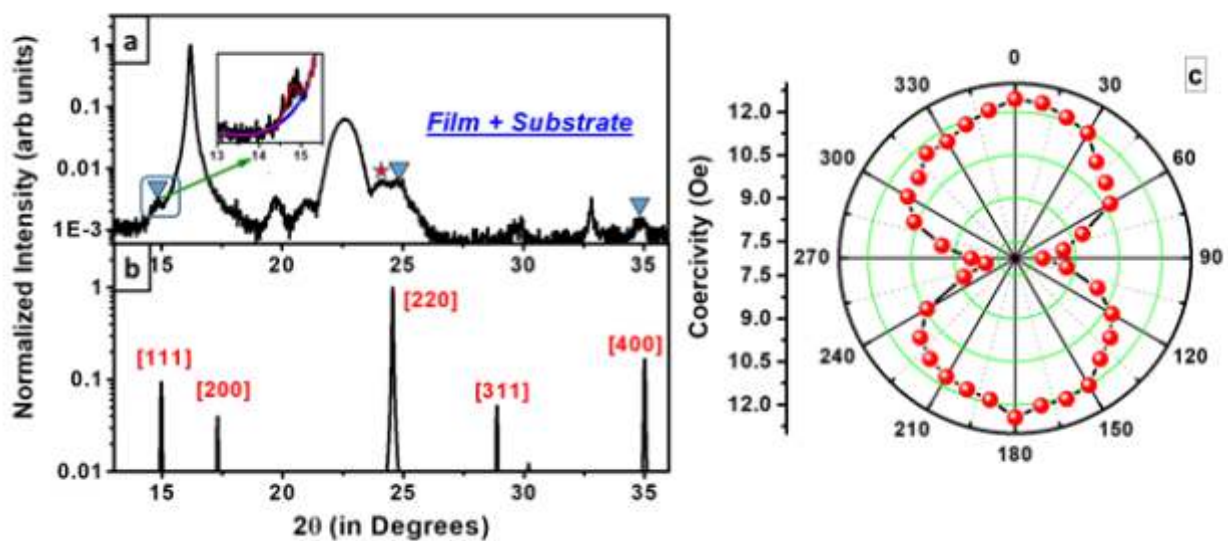 a
Normalized Intensity (arb units)
1
0.1
0.01
1E-3
13 14 15
Film + Substrate
15 20 25 30 35
b
1
0.1
0.01
[111]
[200]
[220]
[311]
[400]
15 20 25 30 35
2θ (in Degrees)
c
Coercivity (Oe)
12.0
10.5
9.0
7.5
7.5
9.0
10.5
12.0
0
30
60
90
120
150
180
210
240
270
300
330